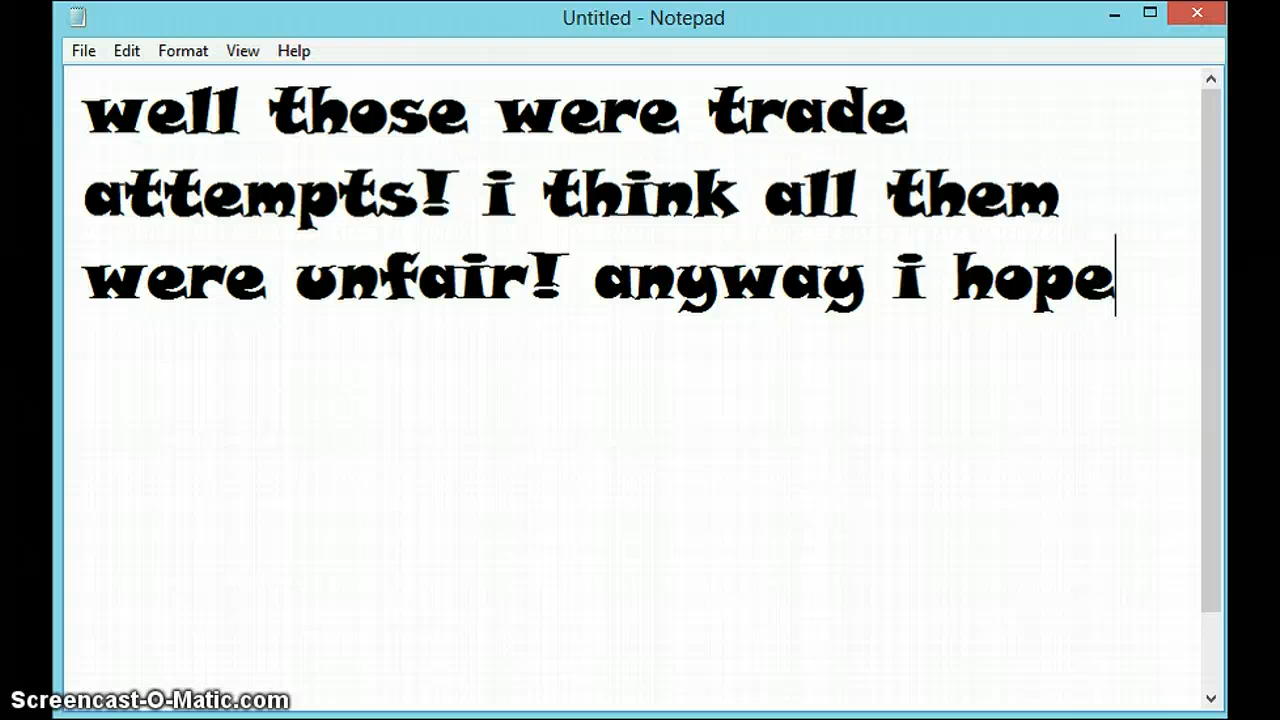 Untitled - Notepad
File Edit Format View Help
well those were trade
attempts! i think all them
were unfair! anyway i hope
Screencast-O-Matic.com